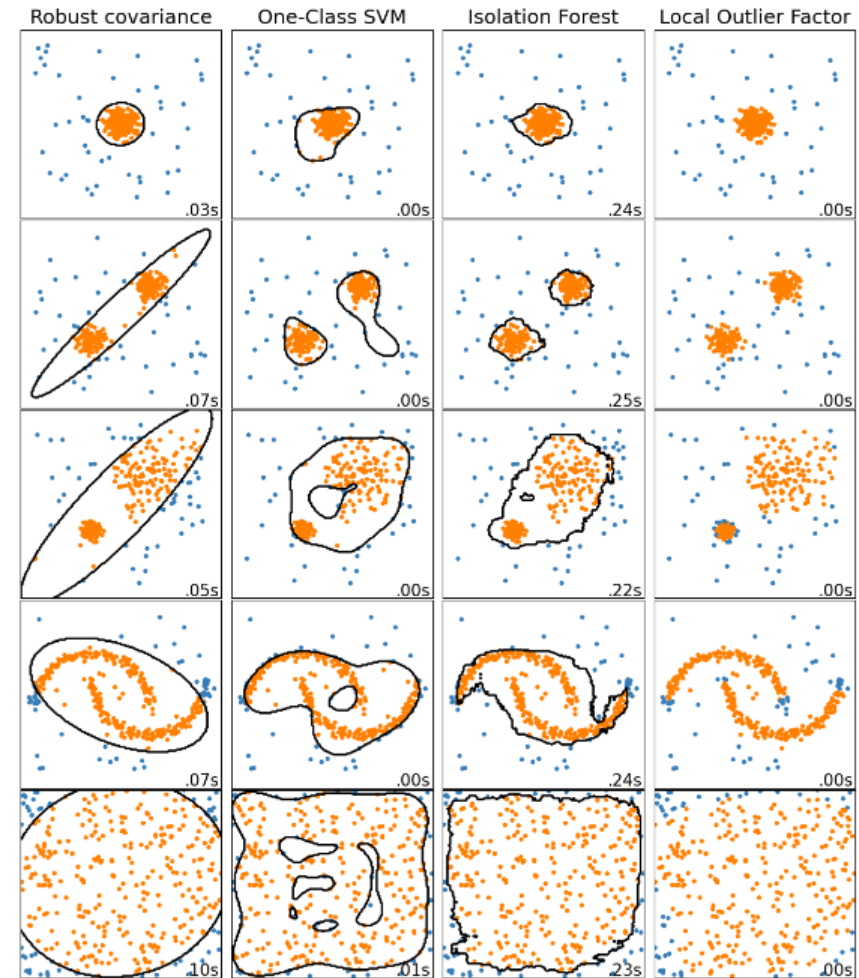 Robust covariance One-Class SVM Isolation Forest Local Outlier Factor
.03s .00s .24s .00s
.07s .00s .25s .00s
.05s .00s .22s .00s
.07s .00s .24s .00s
.10s .01s .23s .00s